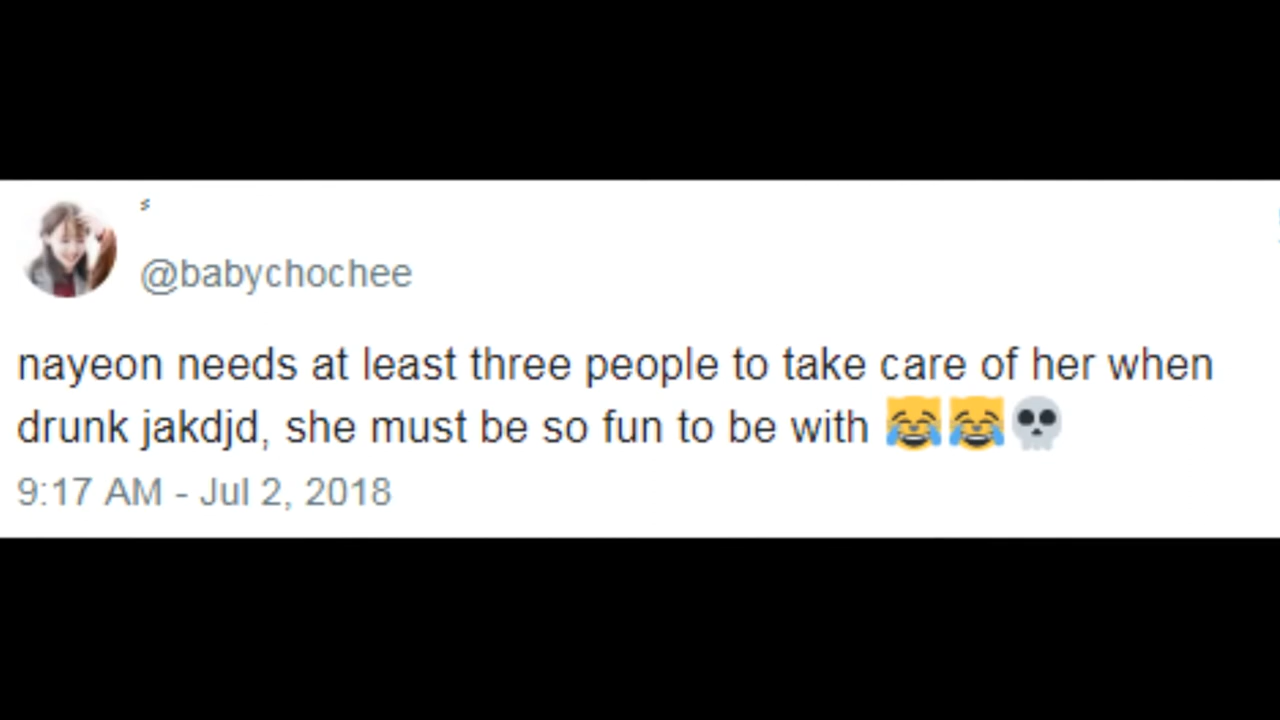 @babychochee
nayeon needs at least three people to take care of her when
drunk jakdjd, she must be so fun to be with 😹😹💀
9:17 AM - Jul 2, 2018